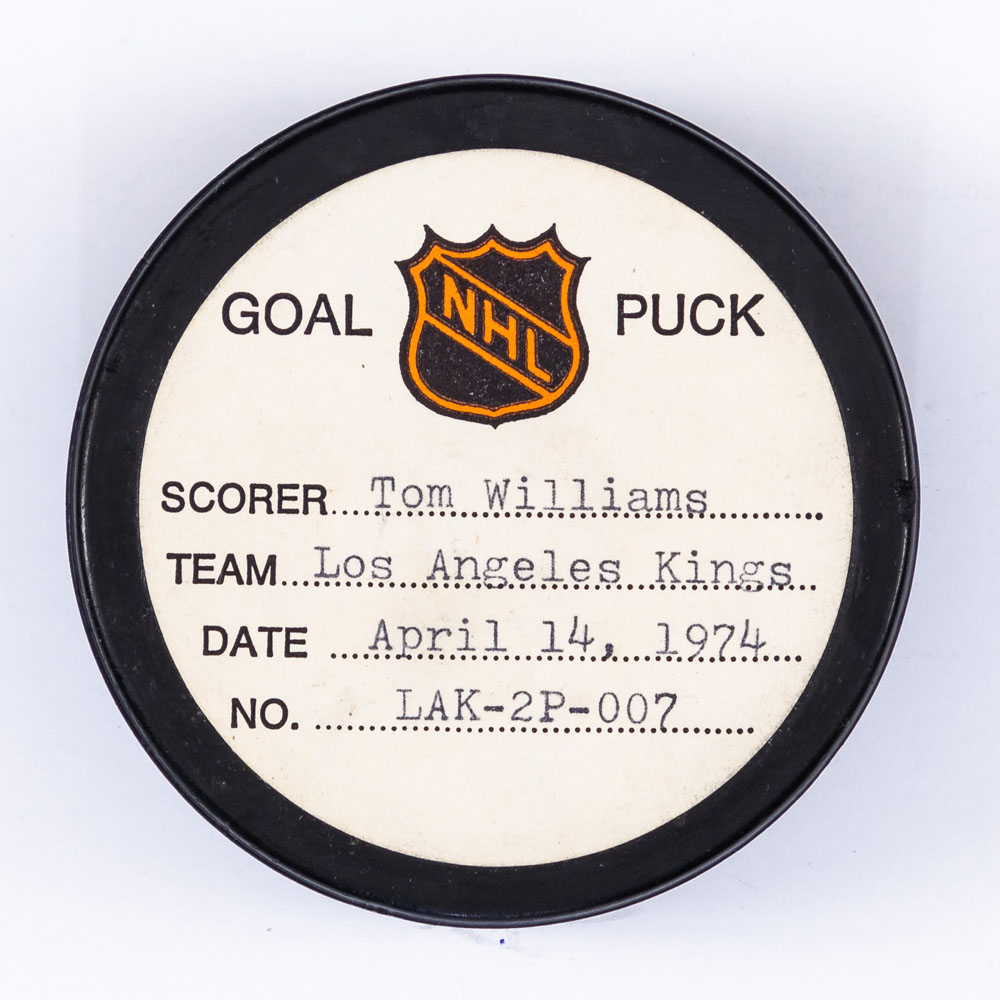 GOAL NHL PUCK
SCORER....Tom Williams............
TEAM...Los Angeles Kings..
DATE ....April 14, 1974....
NO. .......LAK-2P-007........